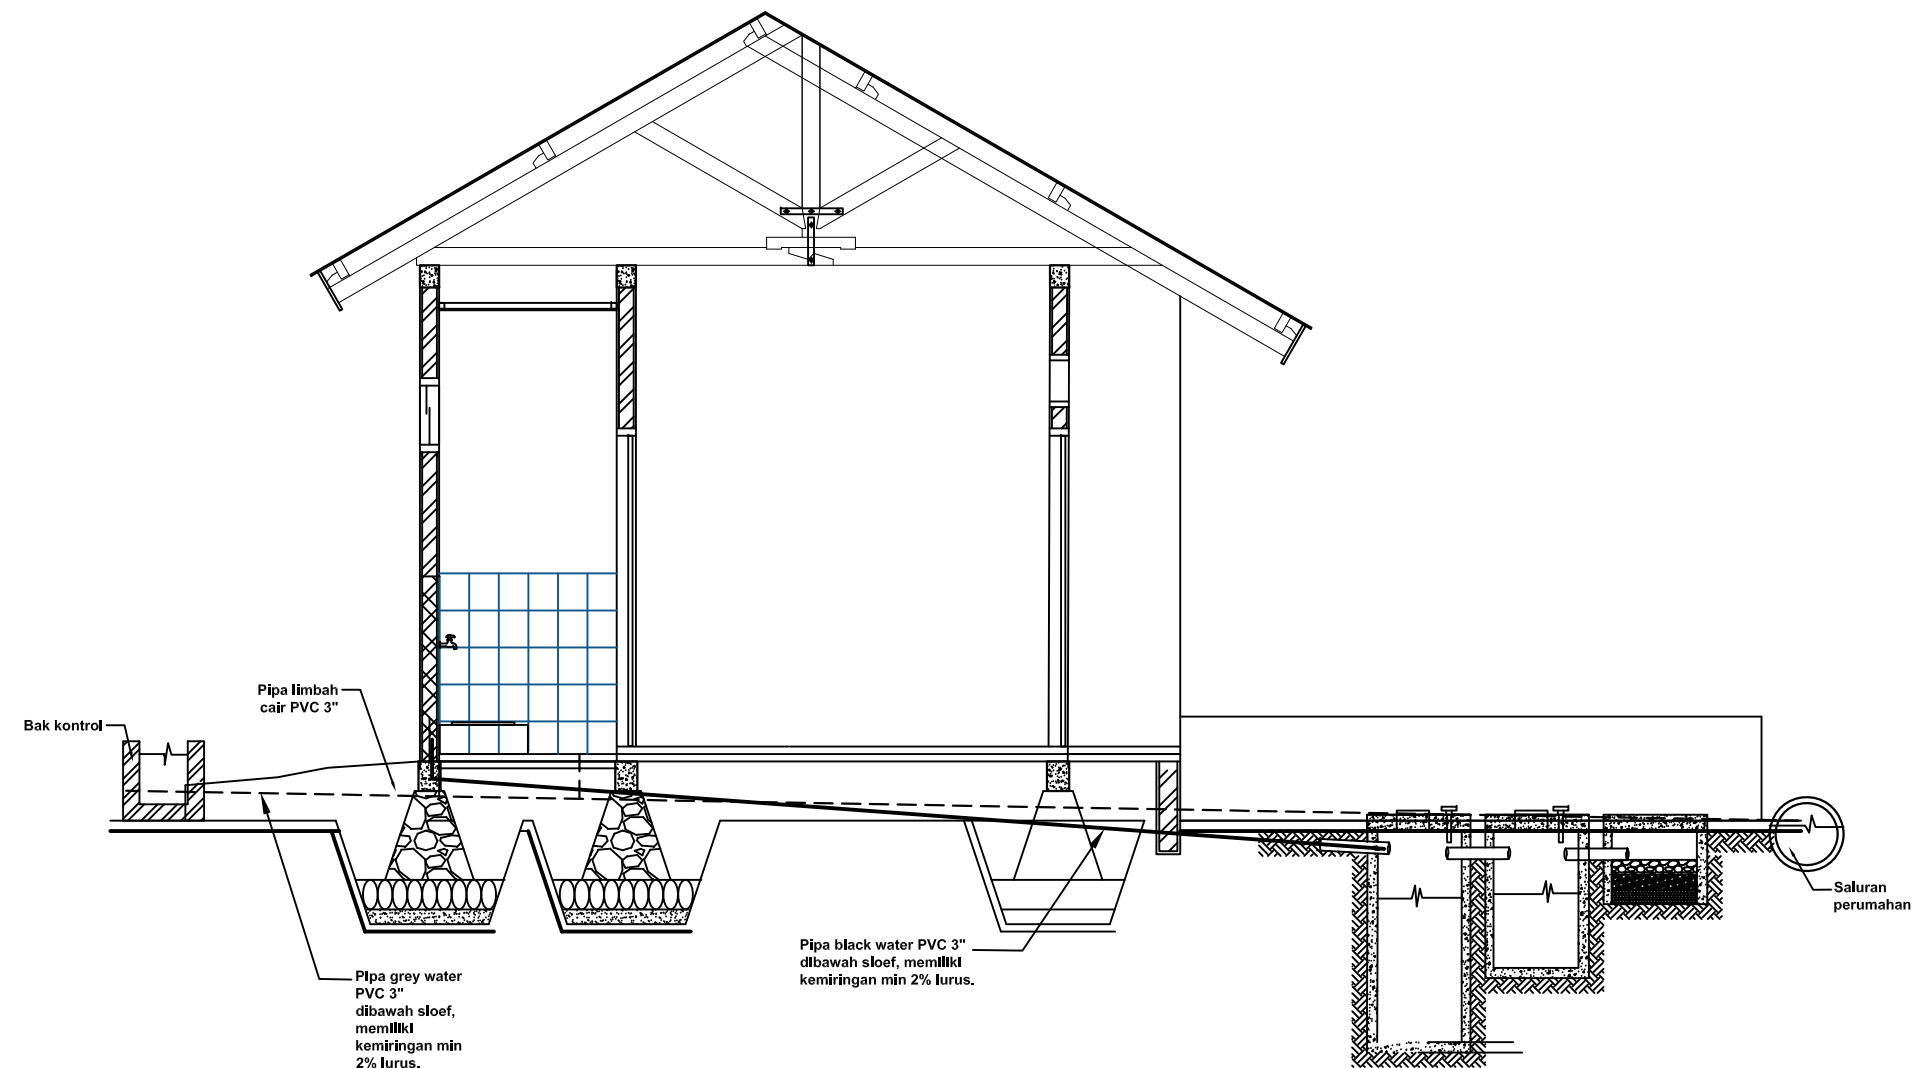 Pipa limbah
cair PVC 3"
Bak kontrol
Saluran
perumahan
Pipa black water PVC 3"
dibawah sloef, memiliki
kemiringan min 2% lurus.
Pipa grey water
PVC 3"
dibawah sloef,
memiliki
kemiringan min
2% lurus.